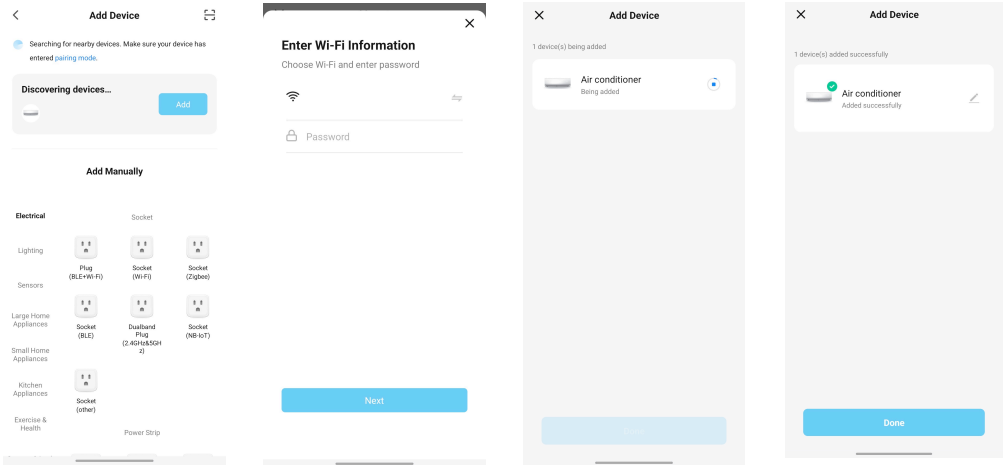 Add Device
Searching for nearby devices. Make sure your device has
entered pairing mode.
Discovering devices...
Add
Add Manually
Electrical
Socket
Lighting
Plug
(BLE+Wi-Fi)
Socket
(Wi-Fi)
Socket
(Zigbee)
Sensors
Large Home
Appliances
Socket
(BLE)
Dualband
Plug
(2.4GHz&5GH
z)
Socket
(NB-IoT)
Small Home
Appliances
Kitchen
Appliances
Socket
(other)
Exercise &
Health
Power Strip
Enter Wi-Fi Information
Choose Wi-Fi and enter password
Password
Next
Add Device
1 device(s) being added
Air conditioner
Being added
Add Device
1 device(s) added successfully
Air conditioner
Added successfully
Done